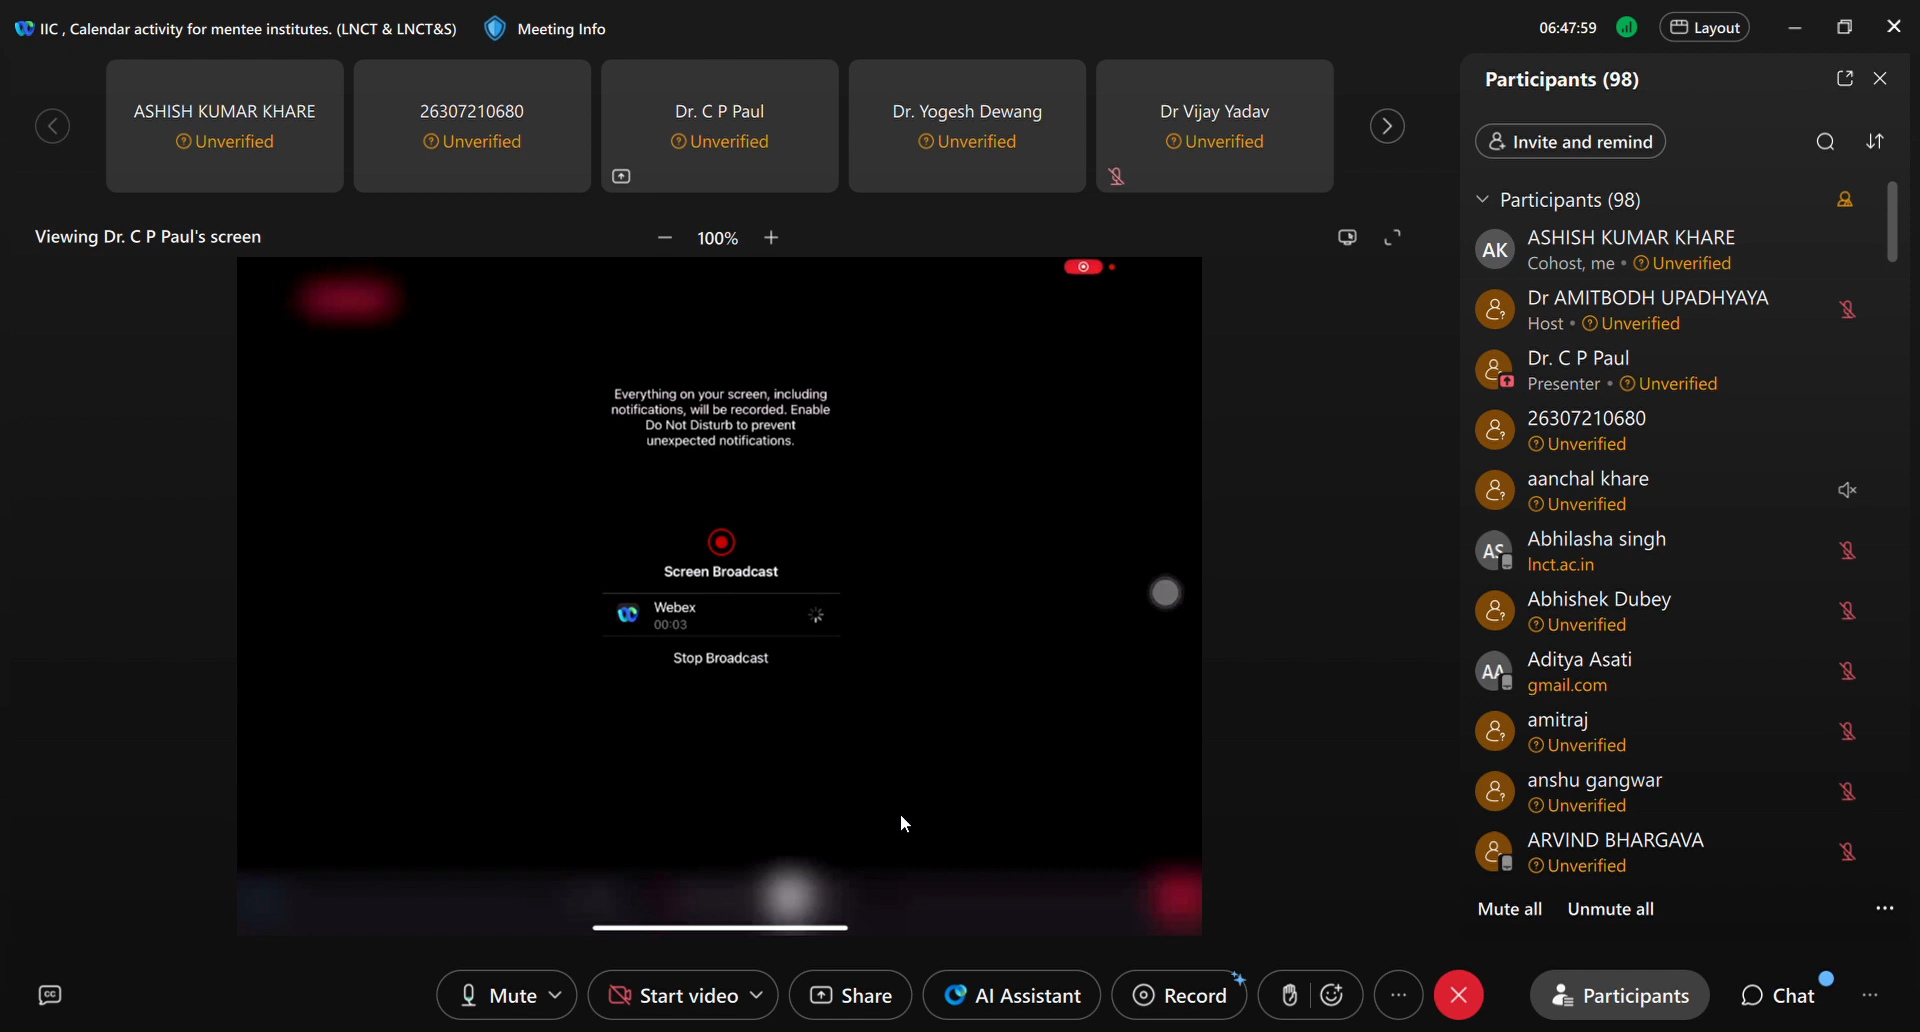 IIC , Calendar activity for mentee institutes. (LNCT & LNCT&S)
Meeting Info
06:47:59
Layout
ASHISH KUMAR KHARE
Unverified
26307210680
Unverified
Dr. C P Paul
Unverified
Dr. Yogesh Dewang
Unverified
Dr Vijay Yadav
Unverified
Viewing Dr. C P Paul's screen
100%
Everything on your screen, including
notifications, will be recorded. Enable
Do Not Disturb to prevent
unexpected notifications.
Screen Broadcast
Webex
00:03
Stop Broadcast
Participants (98)
Invite and remind
Participants (98)
AK
ASHISH KUMAR KHARE
Cohost, me • Unverified
Dr AMITBODH UPADHYAYA
Host • Unverified
Dr. C P Paul
Presenter • Unverified
26307210680
Unverified
aanchal khare
Unverified
AS
Abhilasha singh
lnct.ac.in
Abhishek Dubey
Unverified
AA
Aditya Asati
gmail.com
amitraj
Unverified
anshu gangwar
Unverified
ARVIND BHARGAVA
Unverified
Mute all
Unmute all
CC
Mute
Start video
Share
AI Assistant
Record
Participants
Chat